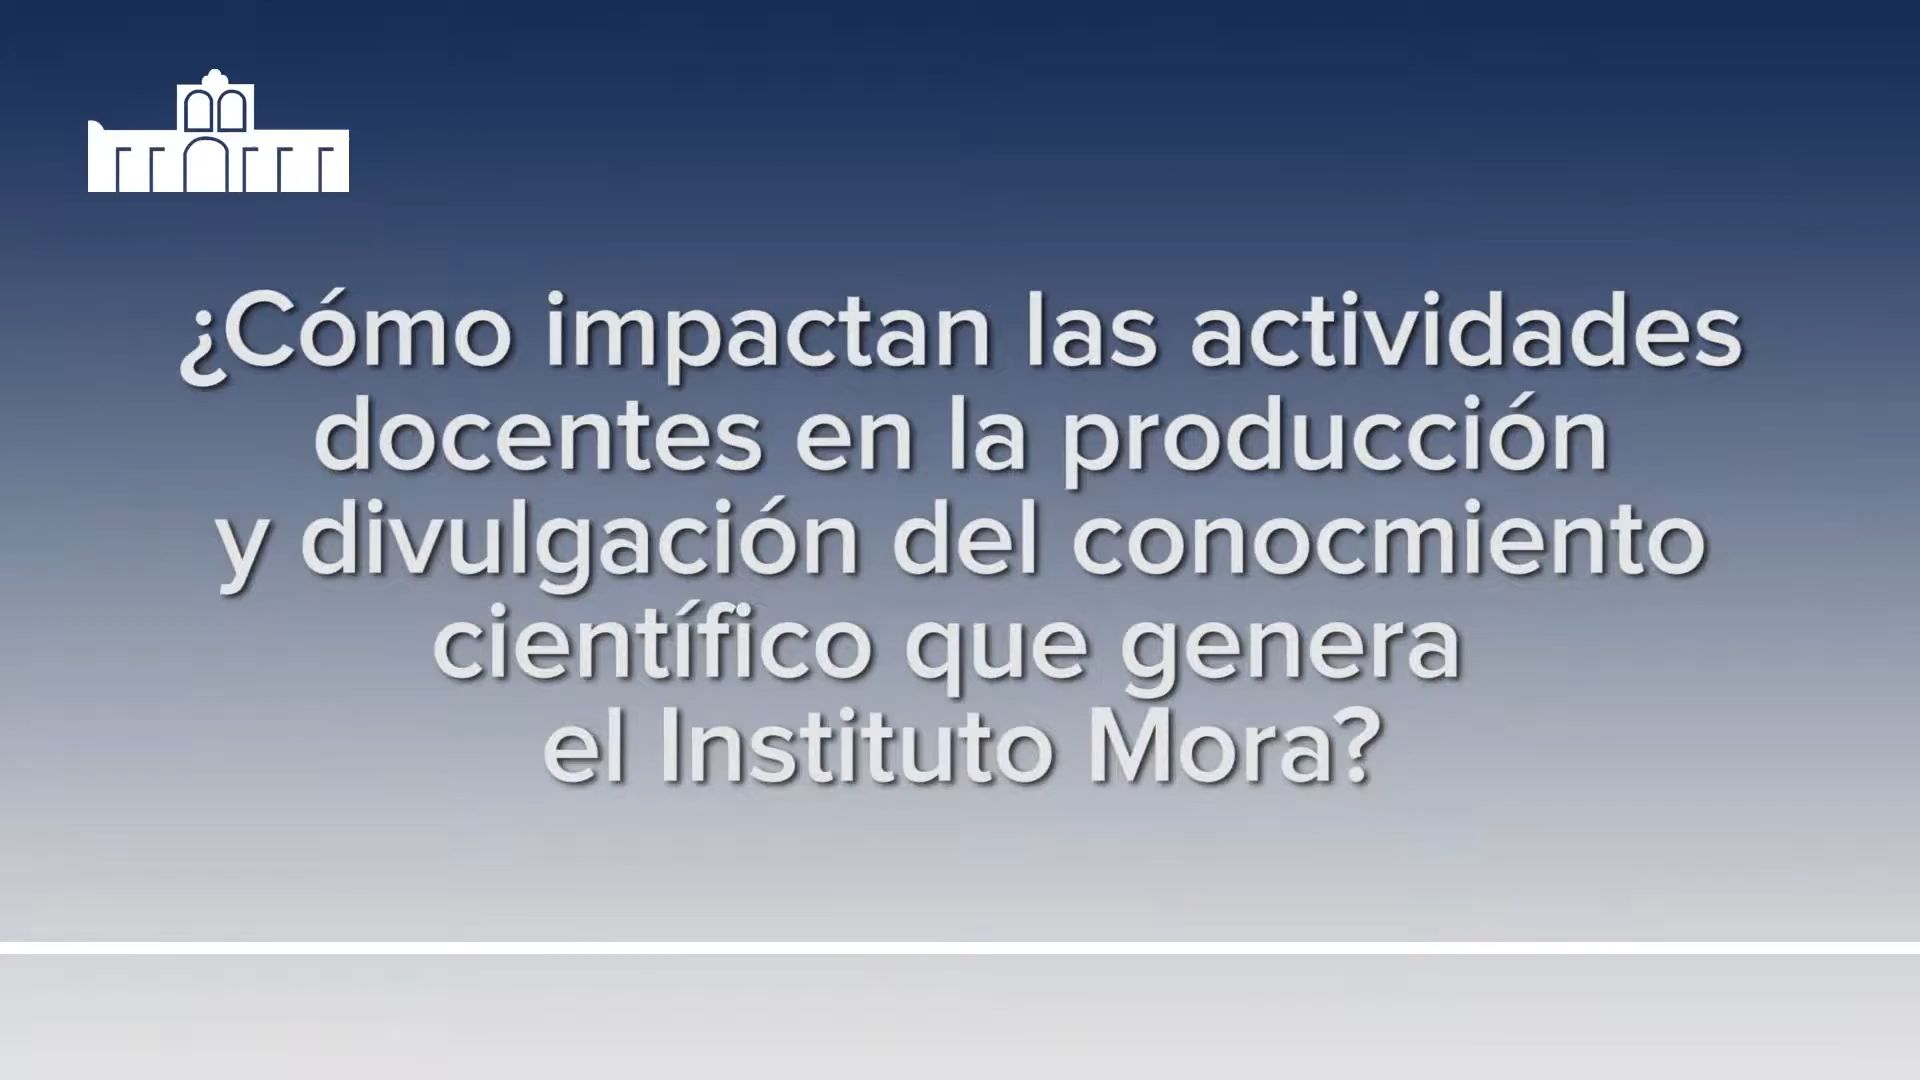 ¿Cómo impactan las actividades
docentes en la producción
y divulgación del conocmiento
científico que genera
el Instituto Mora?